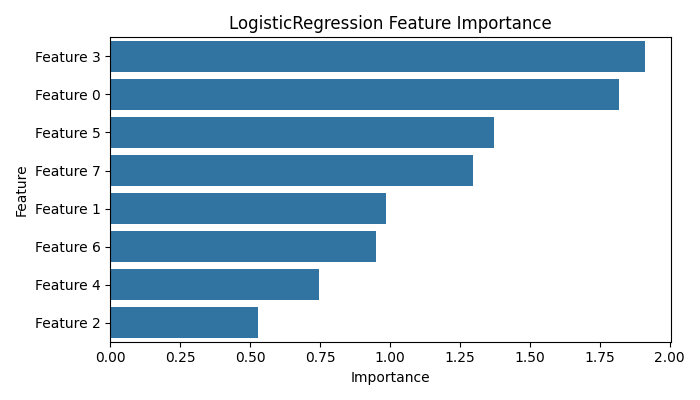 LogisticRegression Feature Importance
Feature
Feature 3
Feature 0
Feature 5
Feature 7
Feature 1
Feature 6
Feature 4
Feature 2
0.00 0.25 0.50 0.75 1.00 1.25 1.50 1.75 2.00
Importance